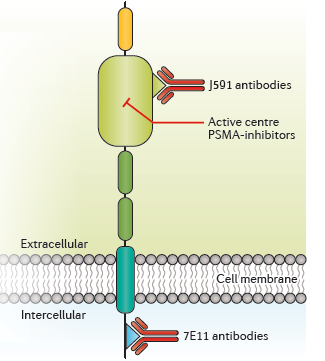 J591 antibodies
Active centre
PSMA-inhibitors
Extracellular
Cell membrane
Intercellular
7E11 antibodies